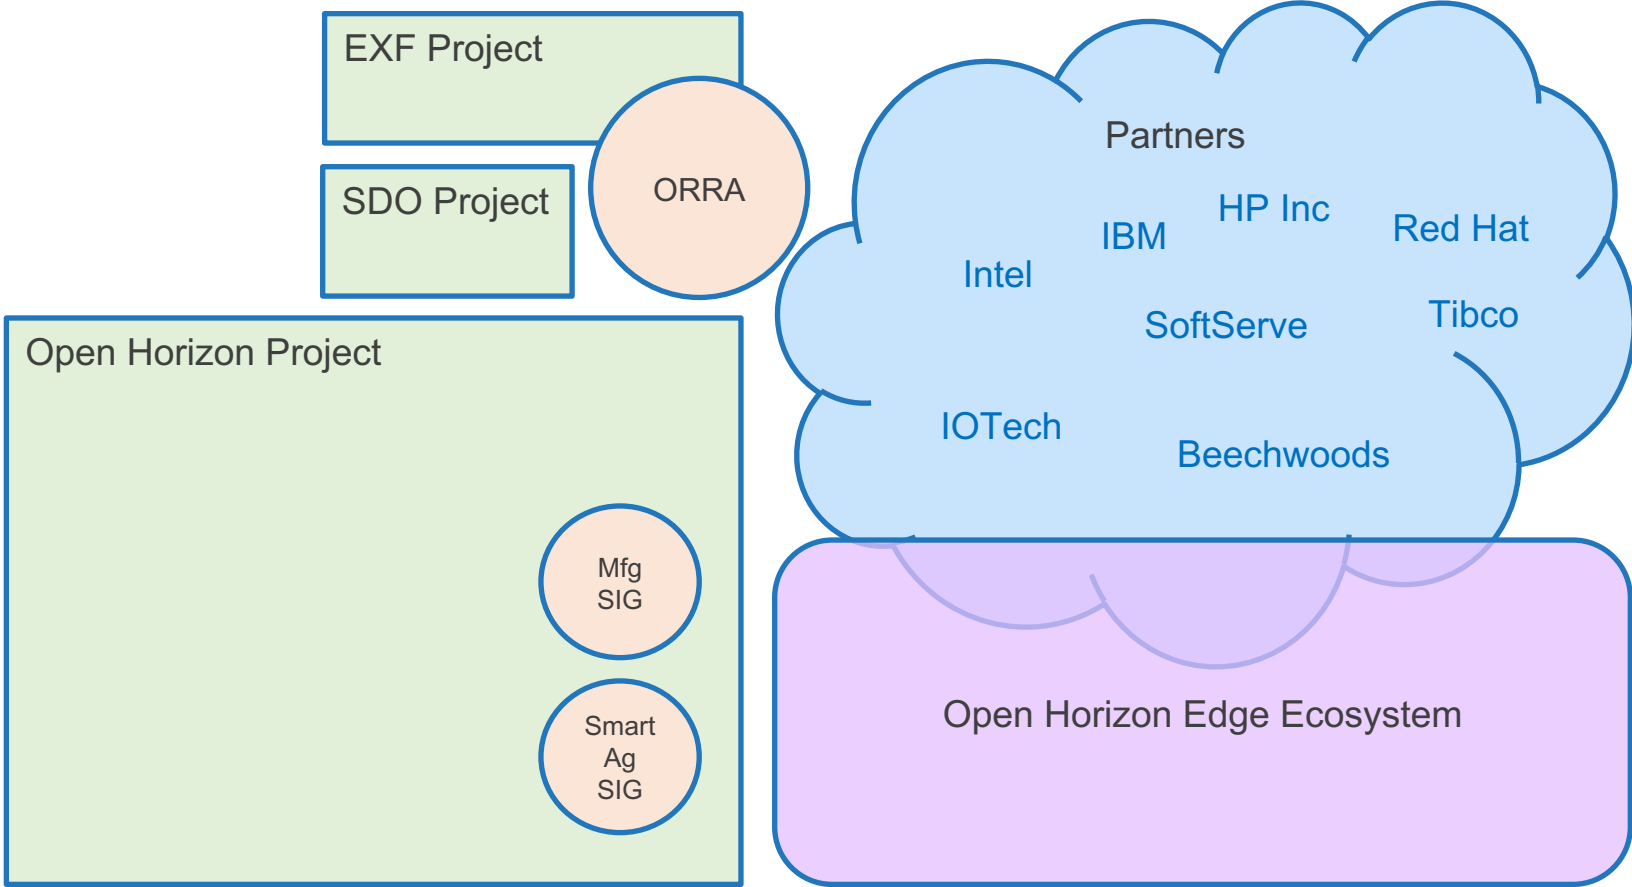 EXF Project
SDO Project
ORRA
Open Horizon Project
Mfg
SIG
Smart
Ag
SIG
Partners
HP Inc
IBM
Red Hat
Intel
SoftServe
Tibco
IOTech
Beechwoods
Open Horizon Edge Ecosystem